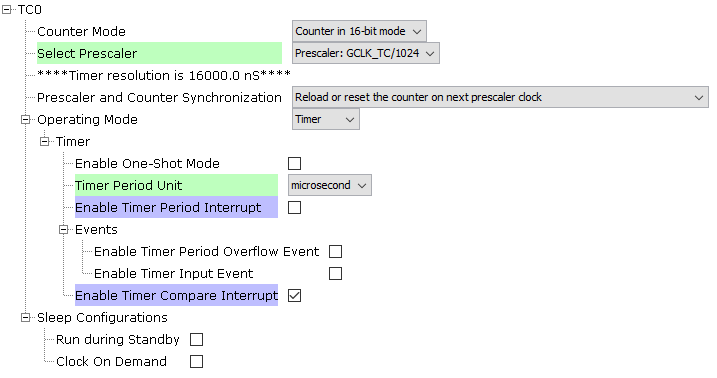 TC0
Counter Mode Counter in 16-bit mode
Select Prescaler Prescaler: GCLK_TC/1024
****Timer resolution is 16000.0 nS****
Prescaler and Counter Synchronization Reload or reset the counter on next prescaler clock
Operating Mode Timer
Timer
Enable One-Shot Mode
Timer Period Unit microsecond
Enable Timer Period Interrupt
Events
Enable Timer Period Overflow Event
Enable Timer Input Event
Enable Timer Compare Interrupt
Sleep Configurations
Run during Standby
Clock On Demand